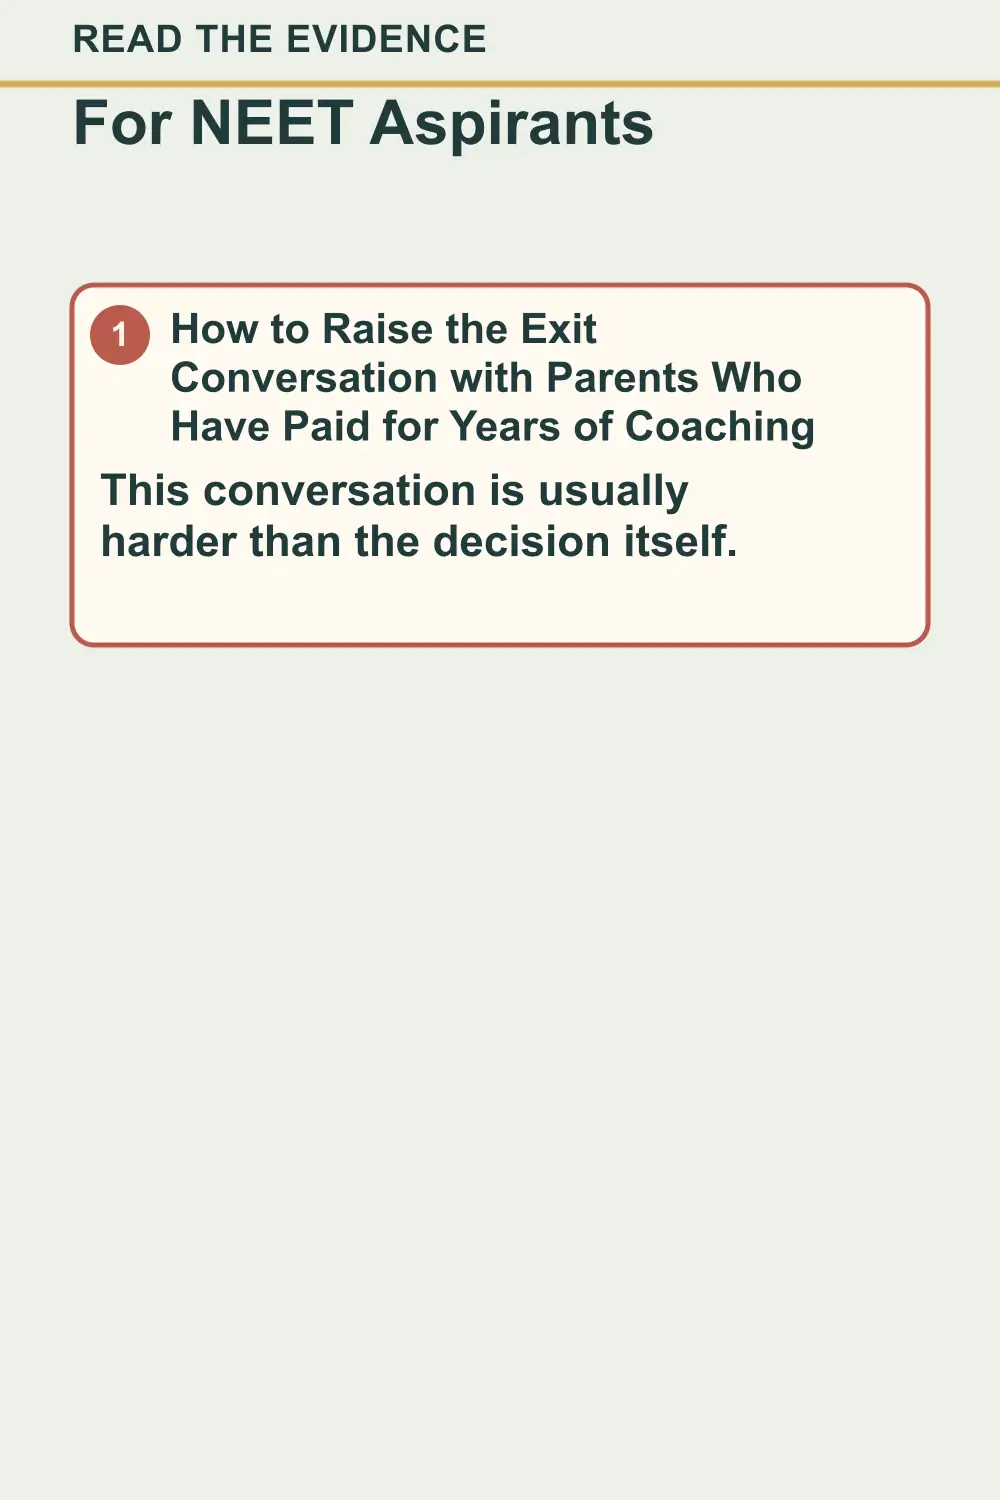 READ THE EVIDENCE
For NEET Aspirants
1
How to Raise the Exit
Conversation with Parents Who
Have Paid for Years of Coaching
This conversation is usually
harder than the decision itself.